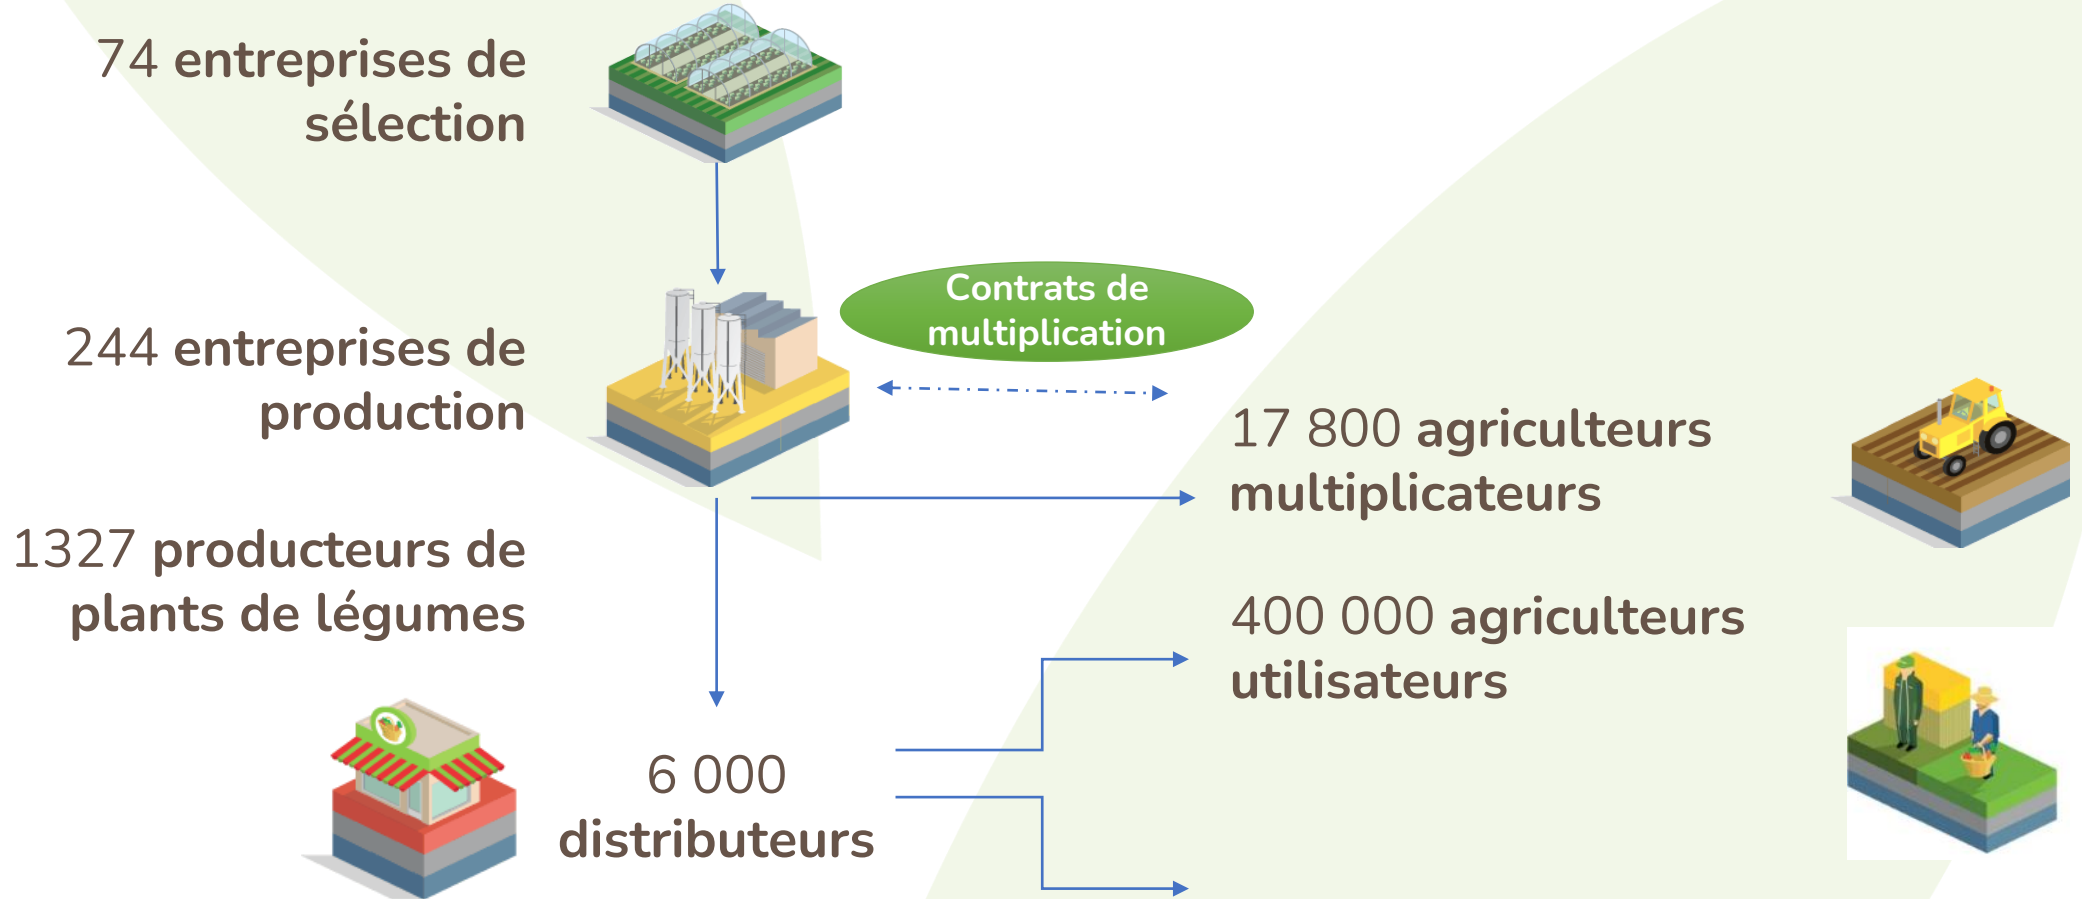 74 entreprises de
sélection
244 entreprises de
production
Contrats de
multiplication
17 800 agriculteurs
multiplicateurs
1327 producteurs de
plants de légumes
400 000 agriculteurs
utilisateurs
6 000
distributeurs